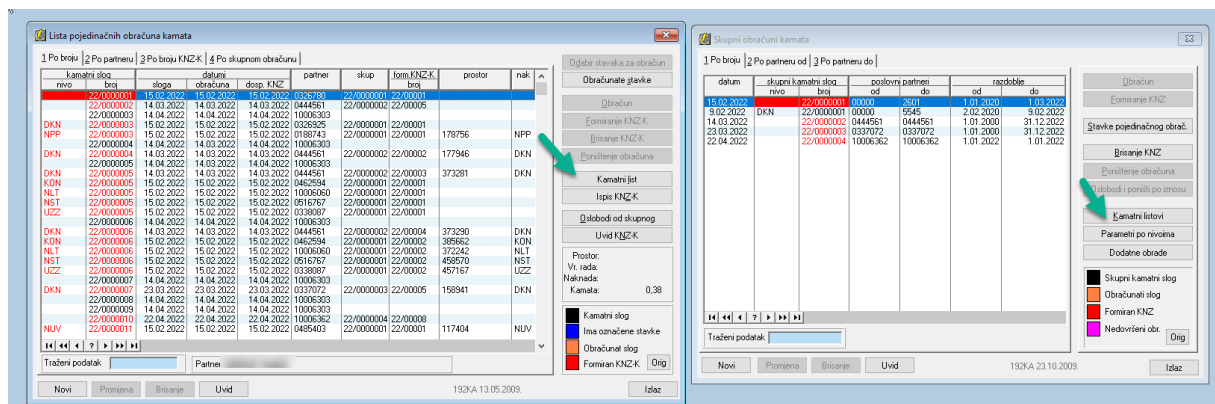 Lista pojedinačnih obračuna kamata
1 Po broju 2 Po partneru 3 Po broju KNZ-K 4 Po skupnom obračunu
kamatni slog datumi partner skup form.KNZ-K prostor nak
nivo broj sloga obračuna dosp. KNZ broj
22/0000001 15.02.2022 15.02.2022 15.02.2022 0326780 22/0000001 22/00001
22/0000002 14.03.2022 14.03.2022 14.03.2022 0444561 22/0000002 22/00005
22/0000003 14.04.2022 14.04.2022 14.04.2022 10006303
DKN 22/0000003 15.02.2022 15.02.2022 15.02.2022 0326925 22/0000001 22/00001
NPP 22/0000003 15.02.2022 15.02.2022 15.02.2022 0188743 22/0000001 22/00001 178756 NPP
22/0000004 14.04.2022 14.04.2022 14.04.2022 10006303
DKN 22/0000004 14.03.2022 14.03.2022 14.03.2022 0444561 22/0000002 22/00002 177946 DKN
22/0000005 14.04.2022 14.04.2022 14.04.2022 10006303
DKN 22/0000005 14.03.2022 14.03.2022 14.03.2022 0444561 22/0000002 22/00003 373281 DKN
KON 22/0000005 15.02.2022 15.02.2022 15.02.2022 0462594 22/0000001 22/00001
NLT 22/0000005 15.02.2022 15.02.2022 15.02.2022 10006060 22/0000001 22/00001
NST 22/0000005 15.02.2022 15.02.2022 15.02.2022 0516767 22/0000001 22/00001
UZZ 22/0000005 15.02.2022 15.02.2022 15.02.2022 0338087 22/0000001 22/00001
22/0000006 14.04.2022 14.04.2022 14.04.2022 10006303
DKN 22/0000006 14.03.2022 14.03.2022 14.03.2022 0444561 22/0000002 22/00004 373290 DKN
KON 22/0000006 15.02.2022 15.02.2022 15.02.2022 0462594 22/0000001 22/00002 385662 KON
NLT 22/0000006 15.02.2022 15.02.2022 15.02.2022 10006060 22/0000001 22/00002 372242 NLT
NST 22/0000006 15.02.2022 15.02.2022 15.02.2022 0516767 22/0000001 22/00002 458570 NST
UZZ 22/0000006 15.02.2022 15.02.2022 15.02.2022 0338087 22/0000001 22/00002 457167 UZZ
22/0000007 14.04.2022 14.04.2022 14.04.2022 10006303
DKN 22/0000007 23.03.2022 23.03.2022 23.03.2022 0337072 22/0000003 22/00005 158941 DKN
22/0000008 14.04.2022 14.04.2022 14.04.2022 10006303
22/0000009 14.04.2022 14.04.2022 14.04.2022 10006303
22/0000010 22.04.2022 22.04.2022 22.04.2022 10006362 22/0000004 22/00008
NUV 22/0000011 15.02.2022 15.02.2022 15.02.2022 0485403 22/0000001 22/00001 117404 NUV
Traženi podatak Partner
Novi Promjena Brisanje Uvid 192KA 13.05.2009. Izlaz
Odabir stavaka za obračun
Obračunate stavke
Obračun
Formiranje KNZ-K
Brisanje KNZ-K
Poništenje obračuna
Kamatni list
Ispis KNZ-K
Oslobodi od skupnog
Uvid KNZ-K
Prostor:
Vr. rada:
Naknada:
Kamata: 0,38
Kamatni slog
Ima označene stavke
Obračunat slog
Formiran KNZ-K Orig
Skupni obračuni kamata
1 Po broju 2 Po partneru od 3 Po partneru do
datum skupni kamatni slog poslovni partneri razdoblje
nivo broj od do od do
15.02.2022 22/0000001 00000 2601 1.01.2020 1.03.2022
9.02.2022 DKN 22/0000001 00000 5545 2.02.2020 9.02.2022
14.03.2022 22/0000002 0444561 0444561 1.01.2000 31.12.2022
23.03.2022 22/0000003 0337072 0337072 1.01.2000 31.12.2022
22.04.2022 22/0000004 10006362 10006362 1.01.2022 1.01.2022
Traženi podatak
Novi Promjena Brisanje Uvid 192KA 23.10.2009. Izlaz
Obračun
Formiranje KNZ
Stavke pojedinačnog obrač.
Brisanje KNZ
Poništenje obračuna
Oslobodi i poništi po iznosu
Kamatni listovi
Parametri po nivoima
Dodatne obrade
Skupni kamatni slog
Obračunati slog
Formiran KNZ
Nedovršeni obr.
Orig